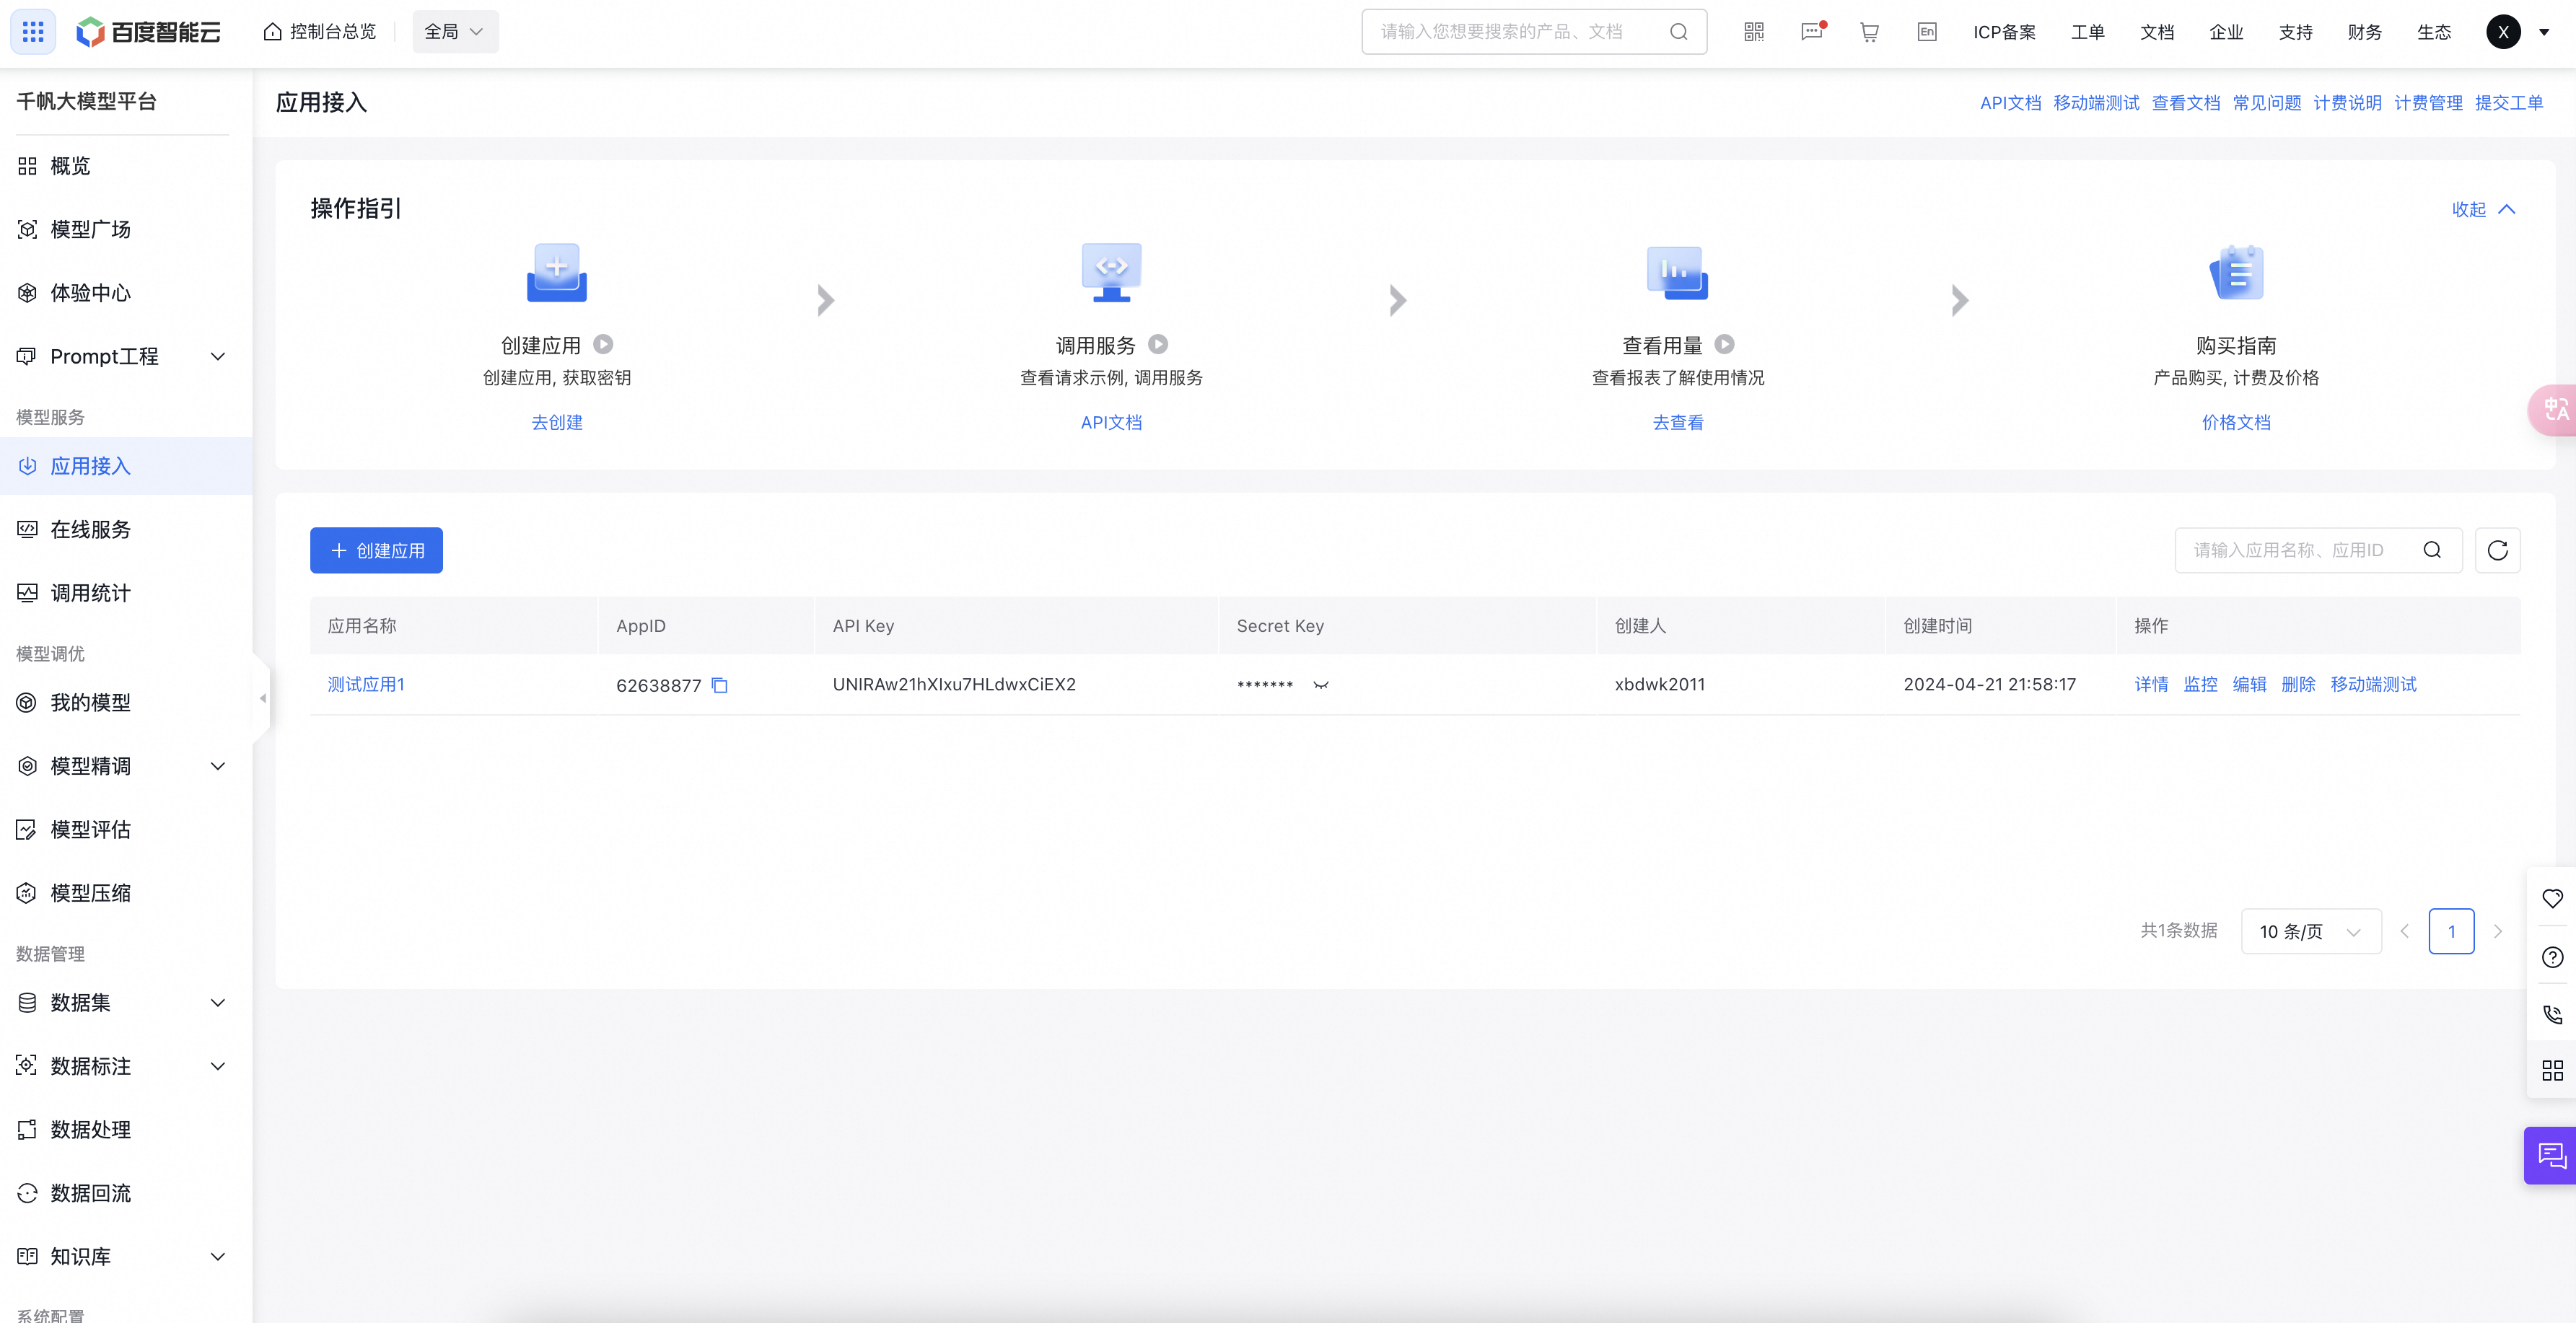 百度智能云
控制台总览
全局
请输入您想要搜索的产品、文档
En
ICP备案
工单
文档
企业
支持
财务
生态
X
千帆大模型平台
概览
模型广场
体验中心
Prompt工程
模型服务
应用接入
在线服务
调用统计
模型调优
我的模型
模型精调
模型评估
模型压缩
数据管理
数据集
数据标注
数据处理
数据回流
知识库
系统配置
应用接入
API文档 移动端测试 查看文档 常见问题 计费说明 计费管理 提交工单
操作指引
收起
创建应用
创建应用, 获取密钥
去创建
调用服务
查看请求示例, 调用服务
API文档
查看用量
查看报表了解使用情况
去查看
购买指南
产品购买, 计费及价格
价格文档
中A
创建应用
请输入应用名称、应用ID
应用名称 AppID API Key Secret Key 创建人 创建时间 操作
测试应用1 62638877 UNIRAw21hXIxu7HLdwxCiEX2 ******* xbdwk2011 2024-04-21 21:58:17 详情 监控 编辑 删除 移动端测试
共1条数据 10 条/页 1